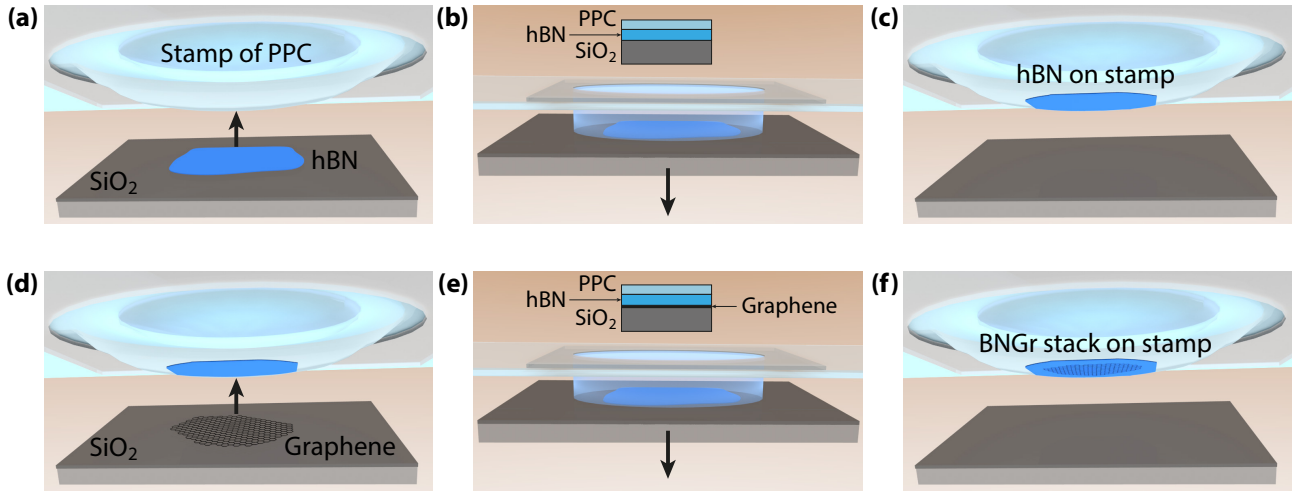 (a)
Stamp of PPC
hBN
SiO₂
(b)
PPC
hBN
SiO₂
(c)
hBN on stamp
(d)
SiO₂
Graphene
(e)
PPC
hBN
Graphene
SiO₂
(f)
BNGr stack on stamp